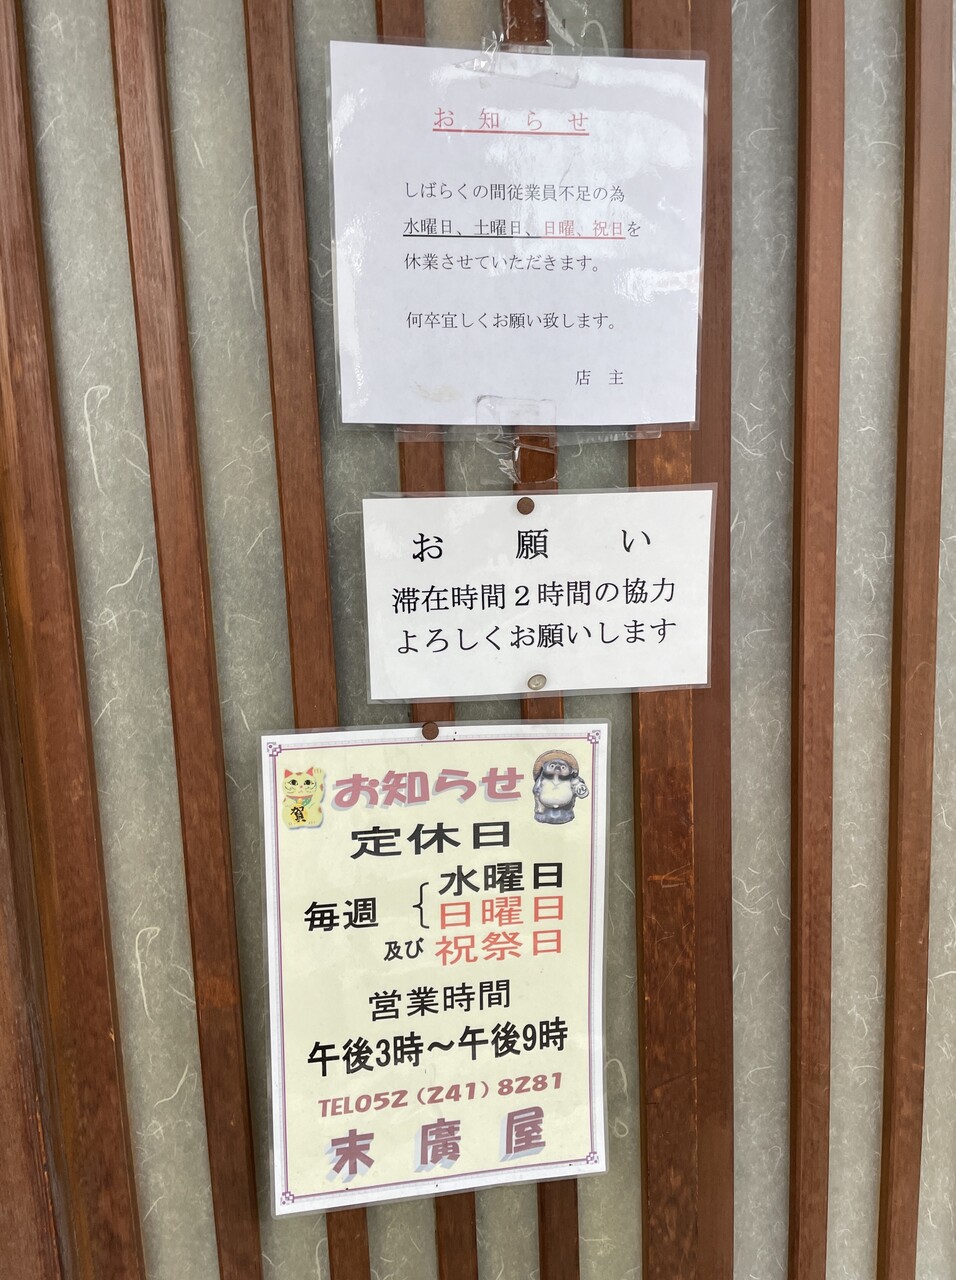 お知らせ
しばらくの間従業員不足の為
水曜日、土曜日、日曜、祝日を
休業させていただきます。
何卒宜しくお願い致します。
店主
お願い
滞在時間２時間の協力
よろしくお願いします
お知らせ
賀
定休日
毎週 水曜日
日曜日
及び 祝祭日
営業時間
午後3時～午後9時
TEL052（241）8281
末廣屋